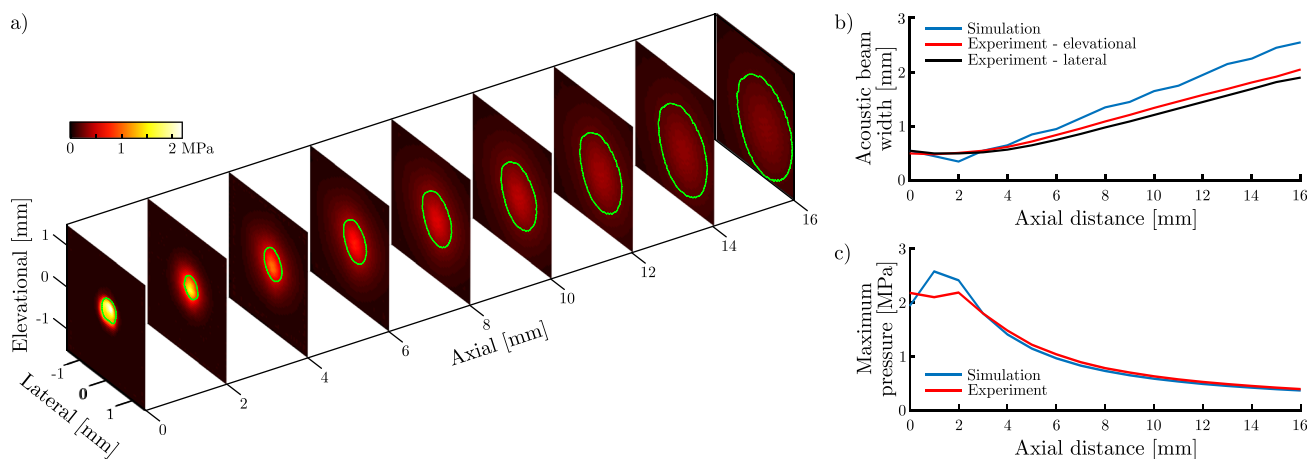 a)
0 1 2 MPa
Elevational [mm]
1
0
-1
-1
0
1
Lateral [mm]
0
2
4
6
8
10
12
14
16
Axial [mm]
b)
Acoustic beam
width [mm]
3
2
1
0
Simulation
Experiment - elevational
Experiment - lateral
0 2 4 6 8 10 12 14 16
Axial distance [mm]
c)
Maximum
pressure [MPa]
3
2
1
0
Simulation
Experiment
0 2 4 6 8 10 12 14 16
Axial distance [mm]